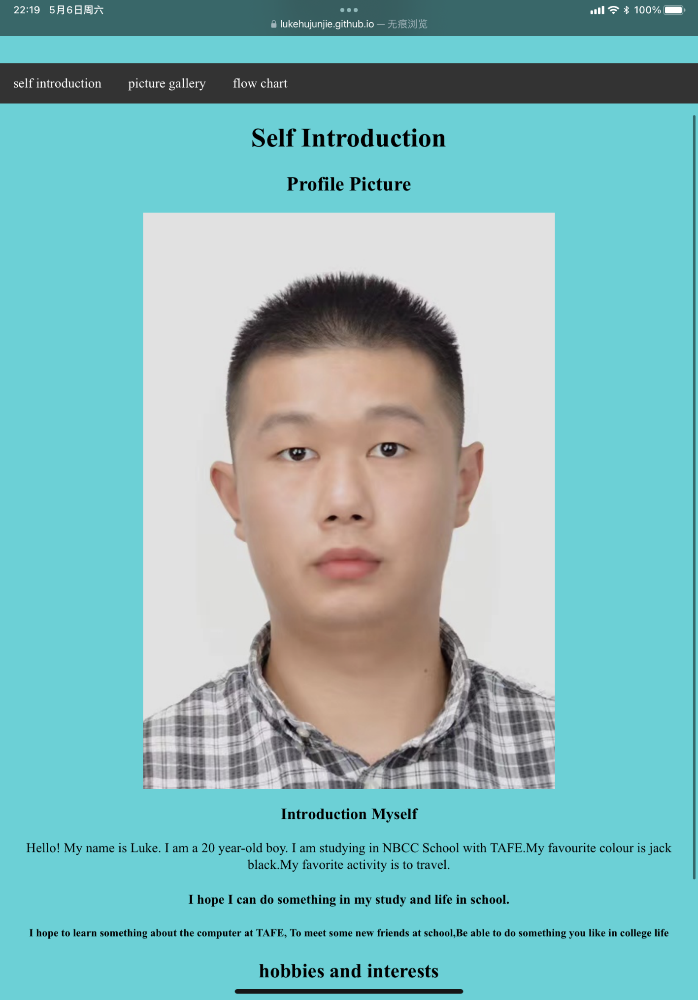 22:19 5月6日周六
100%
lukehujunjie.github.io — 无痕浏览
self introduction picture gallery flow chart
Self Introduction
Profile Picture
Introduction Myself
Hello! My name is Luke. I am a 20 year-old boy. I am studying in NBCC School with TAFE.My favourite colour is jack
black.My favorite activity is to travel.
I hope I can do something in my study and life in school.
I hope to learn something about the computer at TAFE, To meet some new friends at school,Be able to do something you like in college life
hobbies and interests